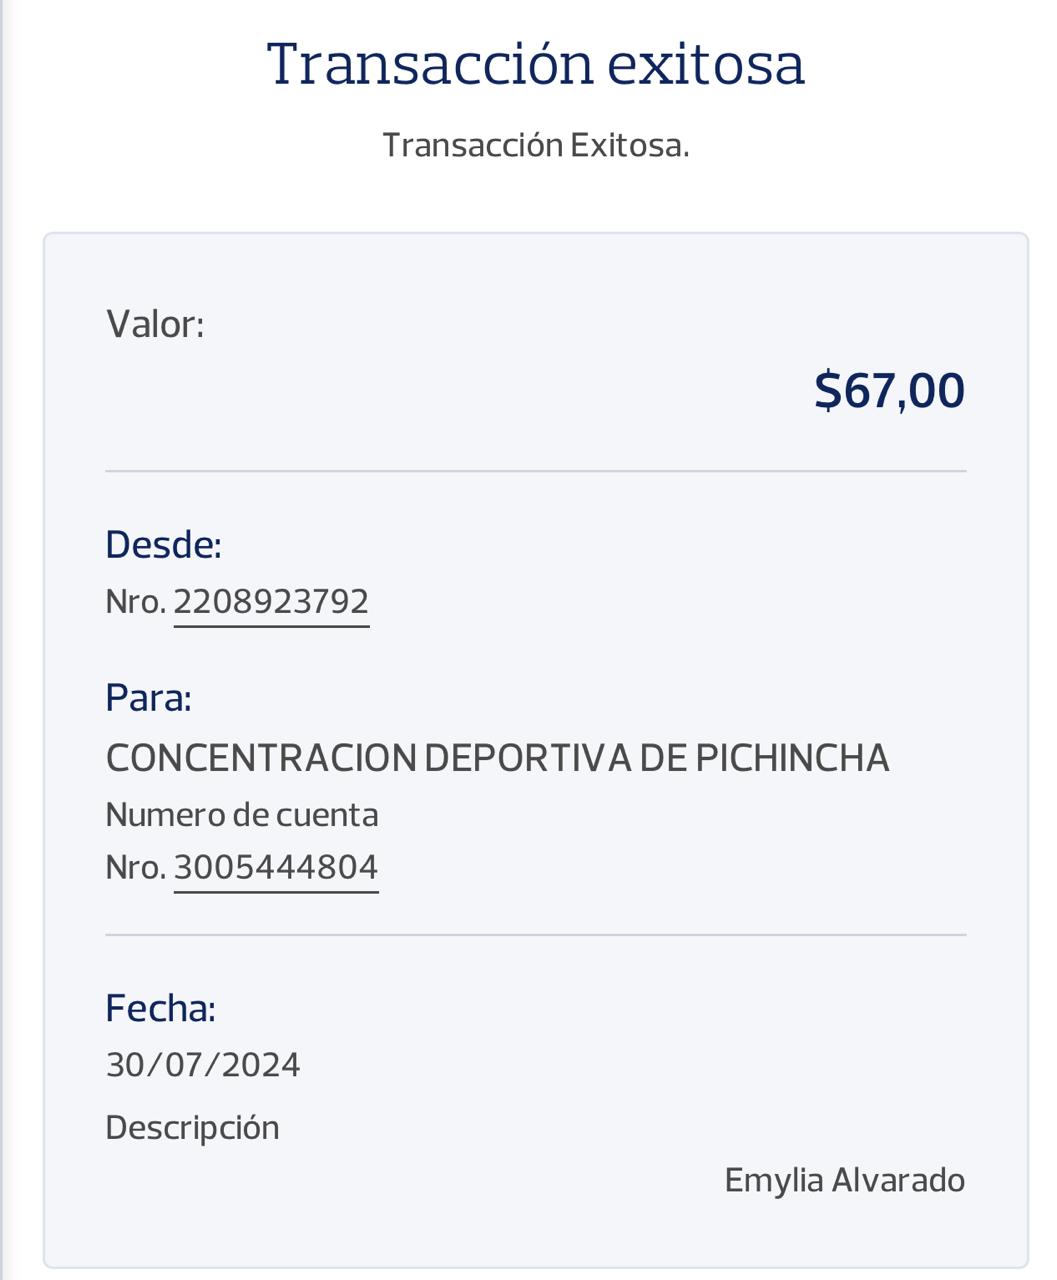 Transacción exitosa
Transacción Exitosa.
Valor:
$67,00
Desde:
Nro. 2208923792
Para:
CONCENTRACION DEPORTIVA DE PICHINCHA
Numero de cuenta
Nro. 3005444804
Fecha:
30/07/2024
Descripción
Emylia Alvarado